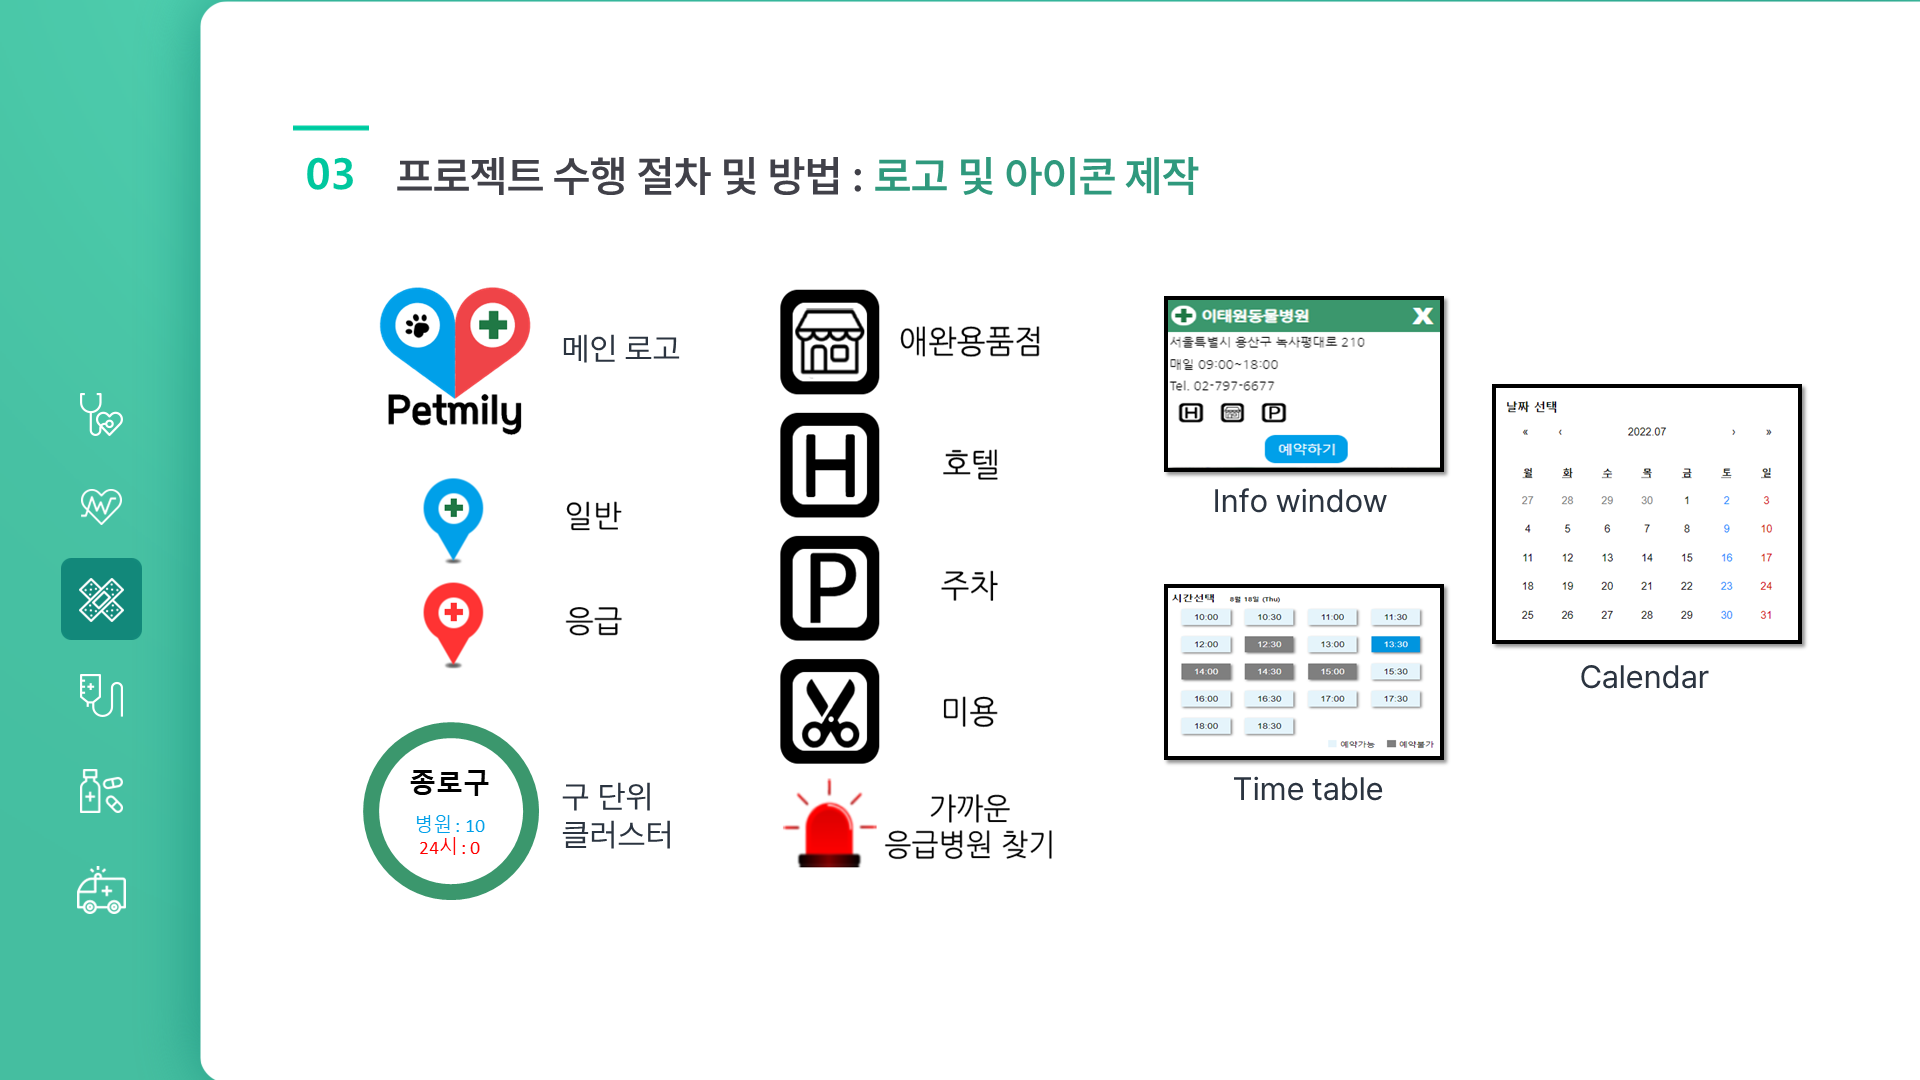 03 프로젝트 수행 절차 및 방법 : 로고 및 아이콘 제작
Petmily
메인 로고
일반
응급
종로구
병원 : 10
24시 : 0
구 단위
클러스터
애완용품점
H
호텔
P
주차
미용
가까운
응급병원 찾기
이태원동물병원 X
서울특별시 용산구 녹사평대로 210
매일 09:00~18:00
Tel. 02-797-6677
H P
예약하기
Info window
시간선택 8월 18일 (Thu)
10:00 10:30 11:00 11:30
12:00 12:30 13:00 13:30
14:00 14:30 15:00 15:30
16:00 16:30 17:00 17:30
18:00 18:30
예약가능 예약불가
Time table
날짜 선택
« ‹ 2022.07 › »
월 화 수 목 금 토 일
27 28 29 30 1 2 3
4 5 6 7 8 9 10
11 12 13 14 15 16 17
18 19 20 21 22 23 24
25 26 27 28 29 30 31
Calendar